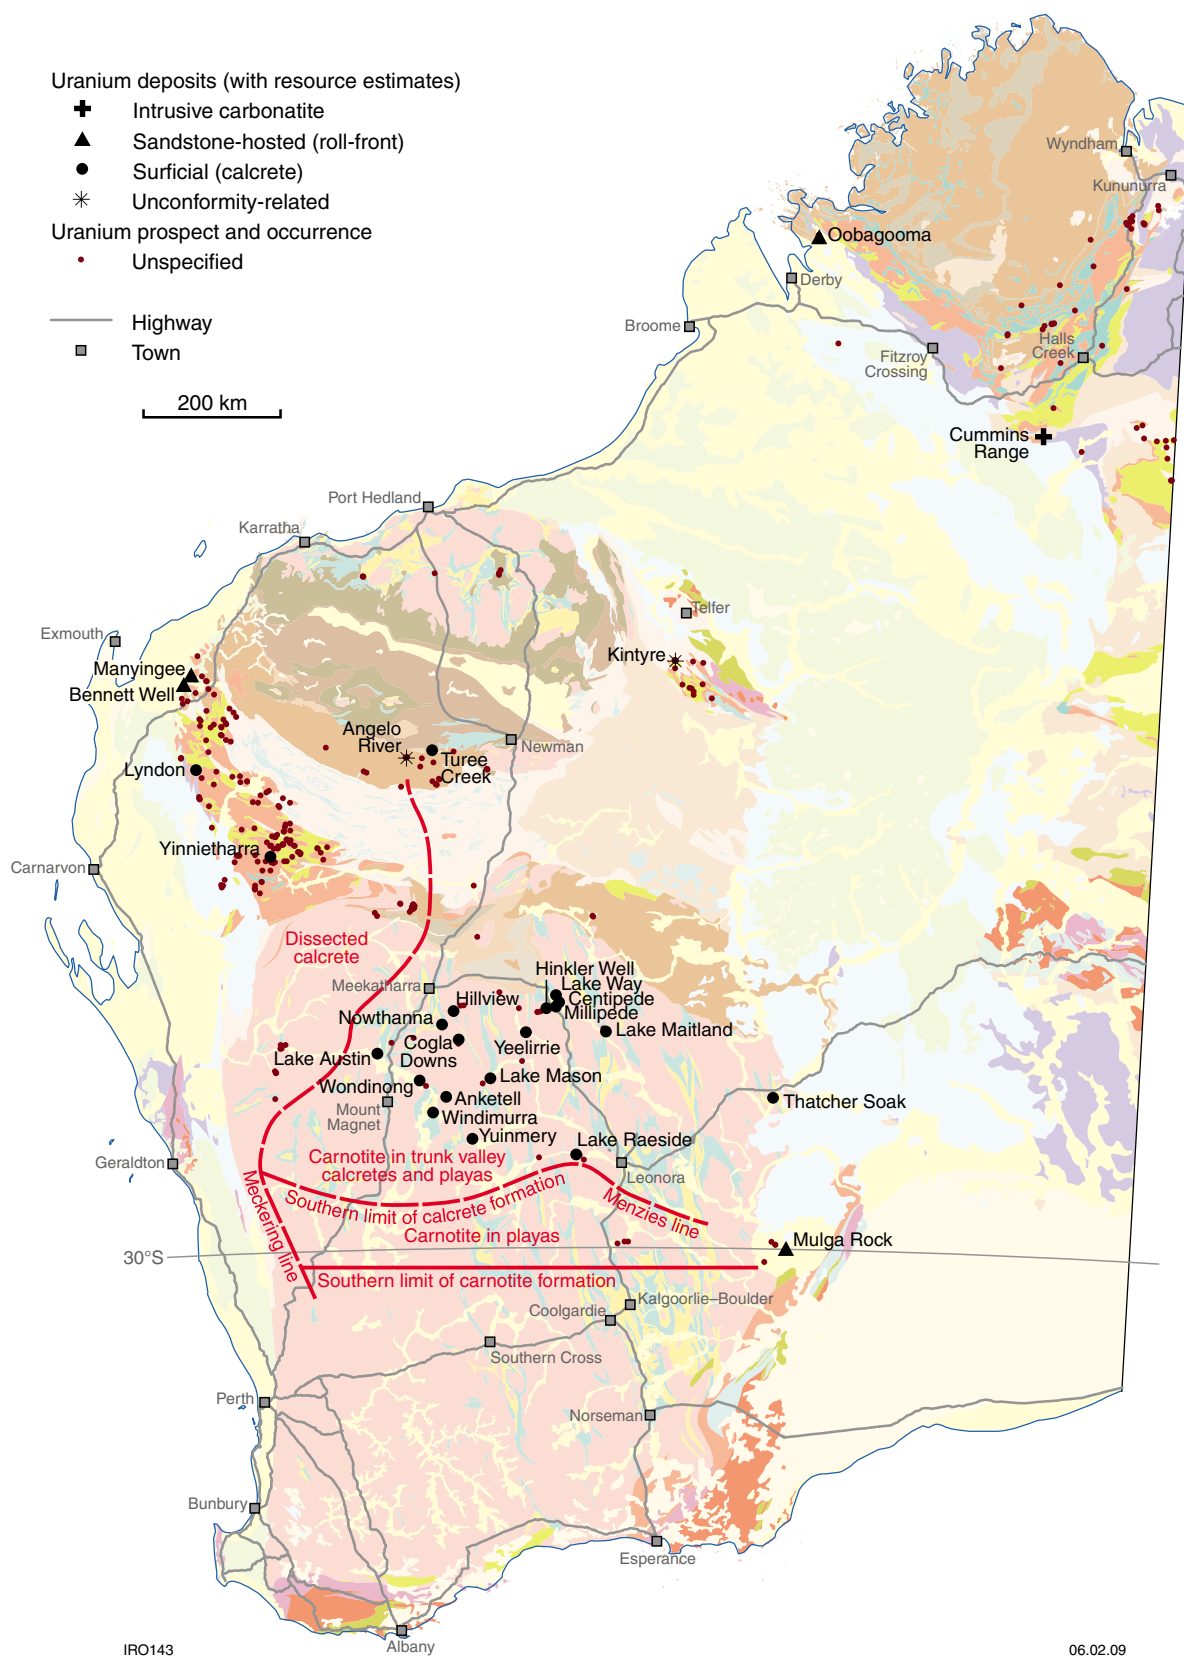 Uranium deposits (with resource estimates)
Intrusive carbonatite
Sandstone-hosted (roll-front)
Surficial (calcrete)
Unconformity-related
Uranium prospect and occurrence
Unspecified
Highway
Town
200 km
Wyndham
Kununurra
Oobagooma
Derby
Broome
Halls
Creek
Fitzroy
Crossing
Cummins
Range
Port Hedland
Karratha
Telfer
Exmouth
Kintyre
Manyingee
Bennett Well
Angelo
River
Newman
Turee
Creek
Lyndon
Yinnietharra
Carnarvon
Dissected
calcrete
Hinkler Well
Lake Way
Meekatharra
Hillview
Centipede
Millipede
Nowthanna
Lake Maitland
Cogla
Downs
Yeelirrie
Lake Austin
Lake Mason
Wondinong
Anketell
Thatcher Soak
Mount
Magnet
Windimurra
Yuinmery
Lake Raeside
Carnotite in trunk valley
calcretes and playas
Geraldton
Leonora
Meckering line
Southern limit of calcrete formation
Menzies line
Carnotite in playas
Mulga Rock
30°S
Southern limit of carnotite formation
Kalgoorlie–Boulder
Coolgardie
Southern Cross
Perth
Norseman
Bunbury
Esperance
Albany
IRO143
06.02.09